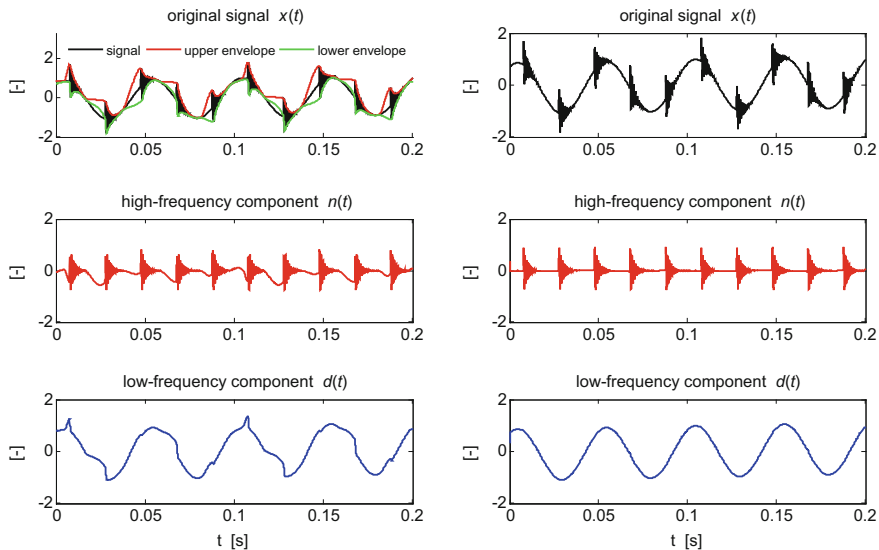 original signal x(t)
signal upper envelope lower envelope
[-]
2
0
-2
0 0.05 0.1 0.15 0.2
original signal x(t)
[-]
2
0
-2
0 0.05 0.1 0.15 0.2
high-frequency component n(t)
[-]
2
0
-2
0 0.05 0.1 0.15 0.2
high-frequency component n(t)
[-]
2
0
-2
0 0.05 0.1 0.15 0.2
low-frequency component d(t)
[-]
2
0
-2
0 0.05 0.1 0.15 0.2
t [s]
low-frequency component d(t)
[-]
2
0
-2
0 0.05 0.1 0.15 0.2
t [s]